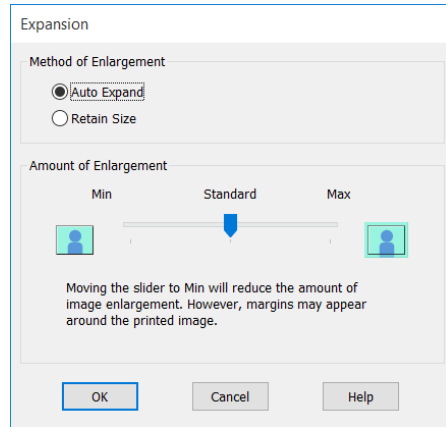 Expansion
Method of Enlargement
Auto Expand
Retain Size
Amount of Enlargement
Min Standard Max
Moving the slider to Min will reduce the amount of
image enlargement. However, margins may appear
around the printed image.
OK Cancel Help